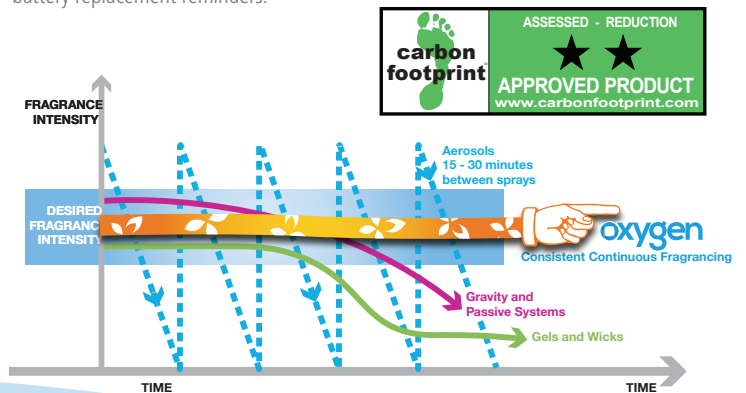 battery replacement reminders.
carbon
footprint™
ASSESSED - REDUCTION
APPROVED PRODUCT
www.carbonfootprint.com
FRAGRANCE
INTENSITY
Aerosols
15 - 30 minutes
between sprays
DESIRED
FRAGRANC
INTENSITY
oxygen
Consistent Continuous Fragrancing
Gravity and
Passive Systems
Gels and Wicks
TIME
TIME